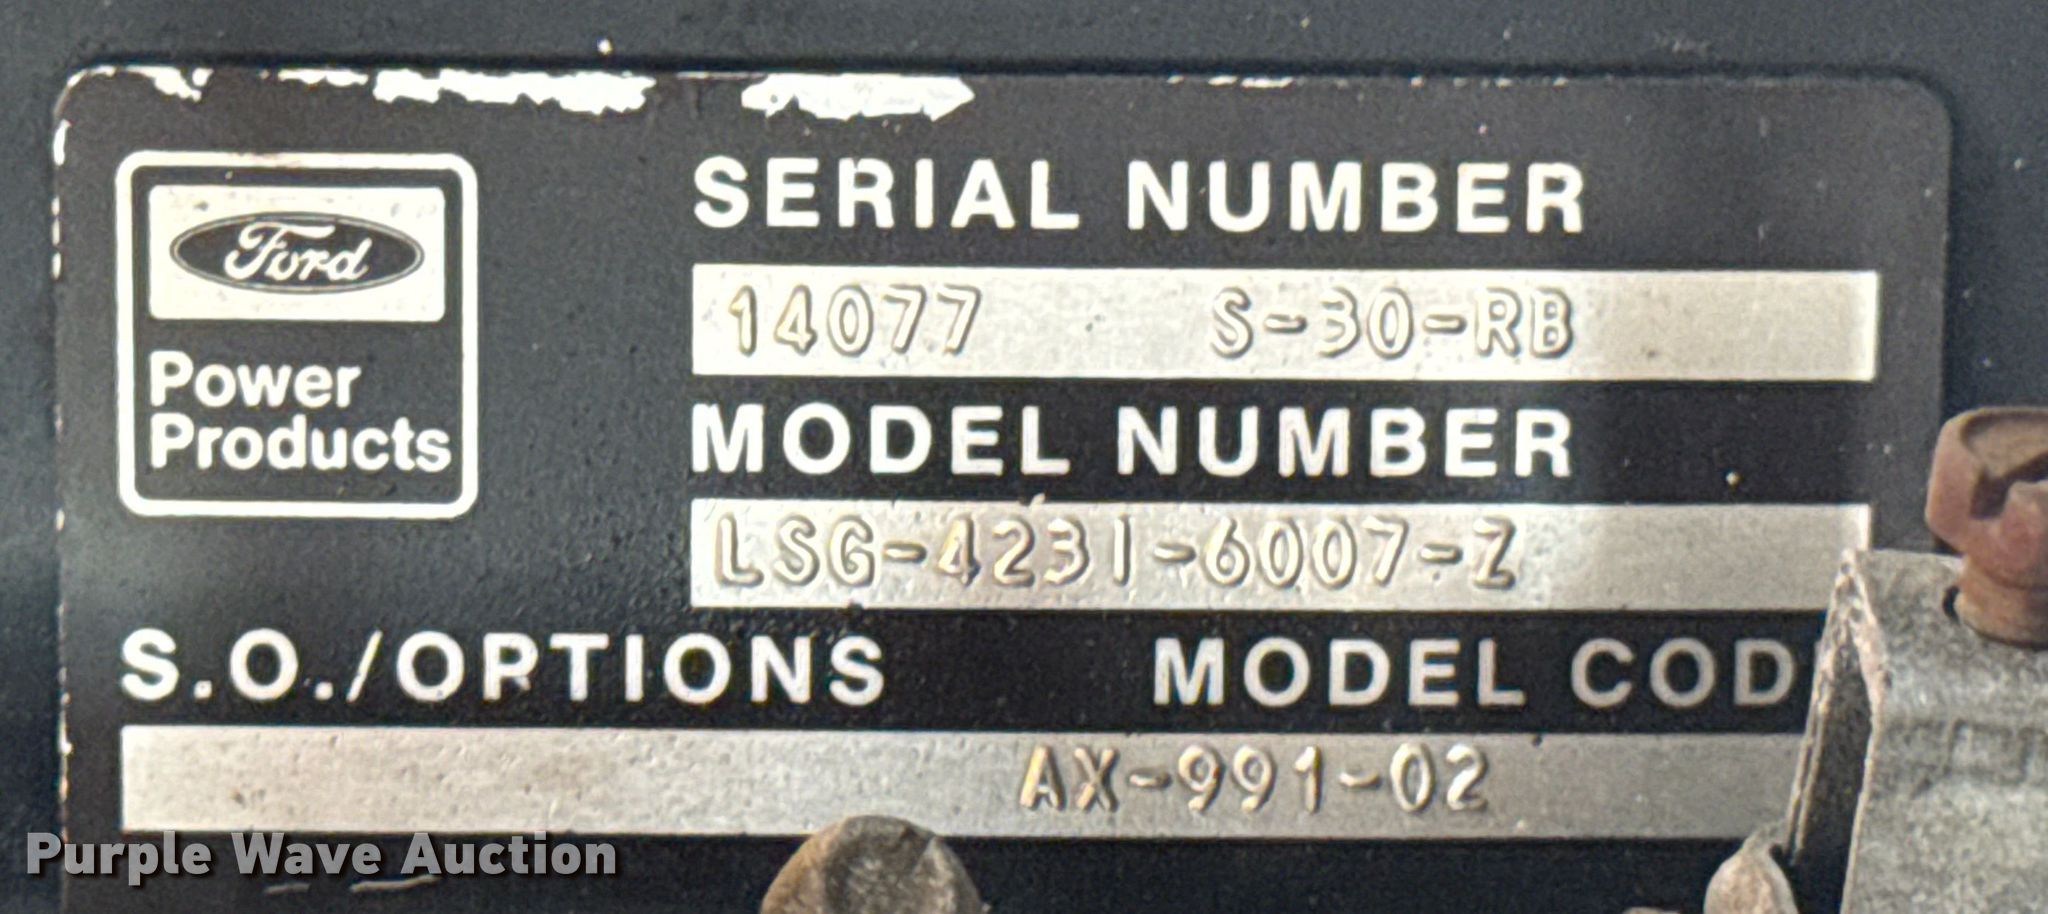 SERIAL NUMBER
Ford
14077 S-30-RB
Power
Products
MODEL NUMBER
LSG-4231-6007-Z
S.O./OPTIONS MODEL COD
AX-991-02
Purple Wave Auction